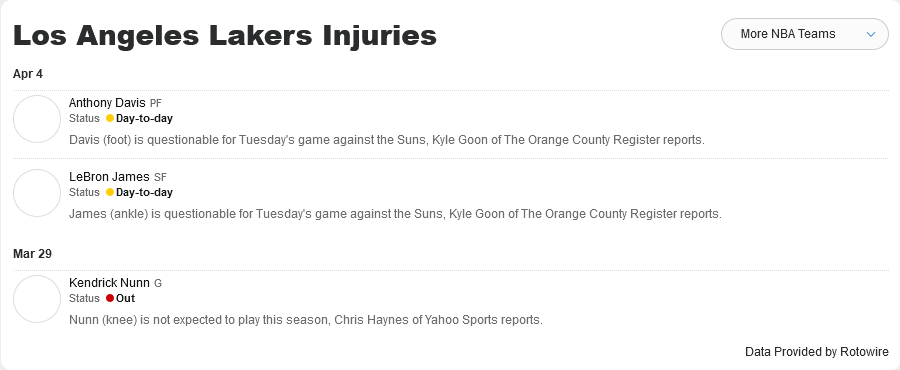 Los Angeles Lakers Injuries
More NBA Teams
Apr 4
Anthony Davis PF
Status Day-to-day
Davis (foot) is questionable for Tuesday's game against the Suns, Kyle Goon of The Orange County Register reports.
LeBron James SF
Status Day-to-day
James (ankle) is questionable for Tuesday's game against the Suns, Kyle Goon of The Orange County Register reports.
Mar 29
Kendrick Nunn G
Status Out
Nunn (knee) is not expected to play this season, Chris Haynes of Yahoo Sports reports.
Data Provided by Rotowire